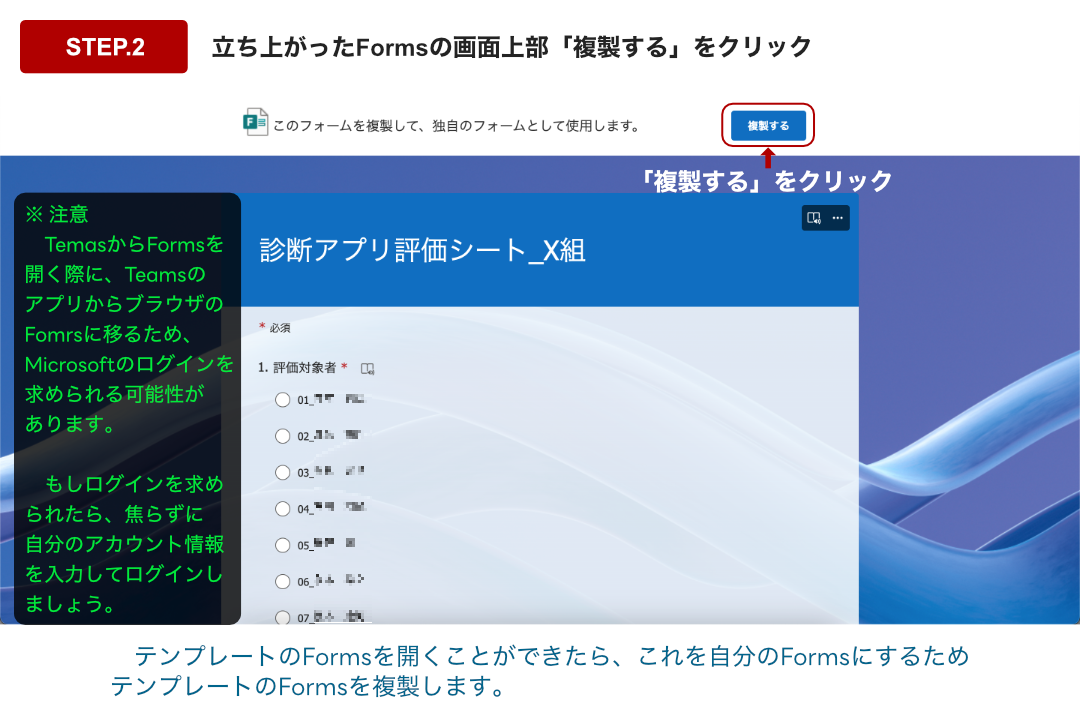 STEP.2
立ち上がったFormsの画面上部「複製する」をクリック
このフォームを複製して、独自のフォームとして使用します。
複製する
「複製する」をクリック
※ 注意
TemasからFormsを
開く際に、Teamsの
アプリからブラウザの
Fomrsに移るため、
Microsoftのログインを
求められる可能性が
あります。
もしログインを求め
られたら、焦らずに
自分のアカウント情報
を入力してログインし
ましょう。
診断アプリ評価シート_X組
* 必須
1. 評価対象者 *
01_
02_
03_
04_
05_
06_
07_
テンプレートのFormsを開くことができたら、これを自分のFormsにするため
テンプレートのFormsを複製します。